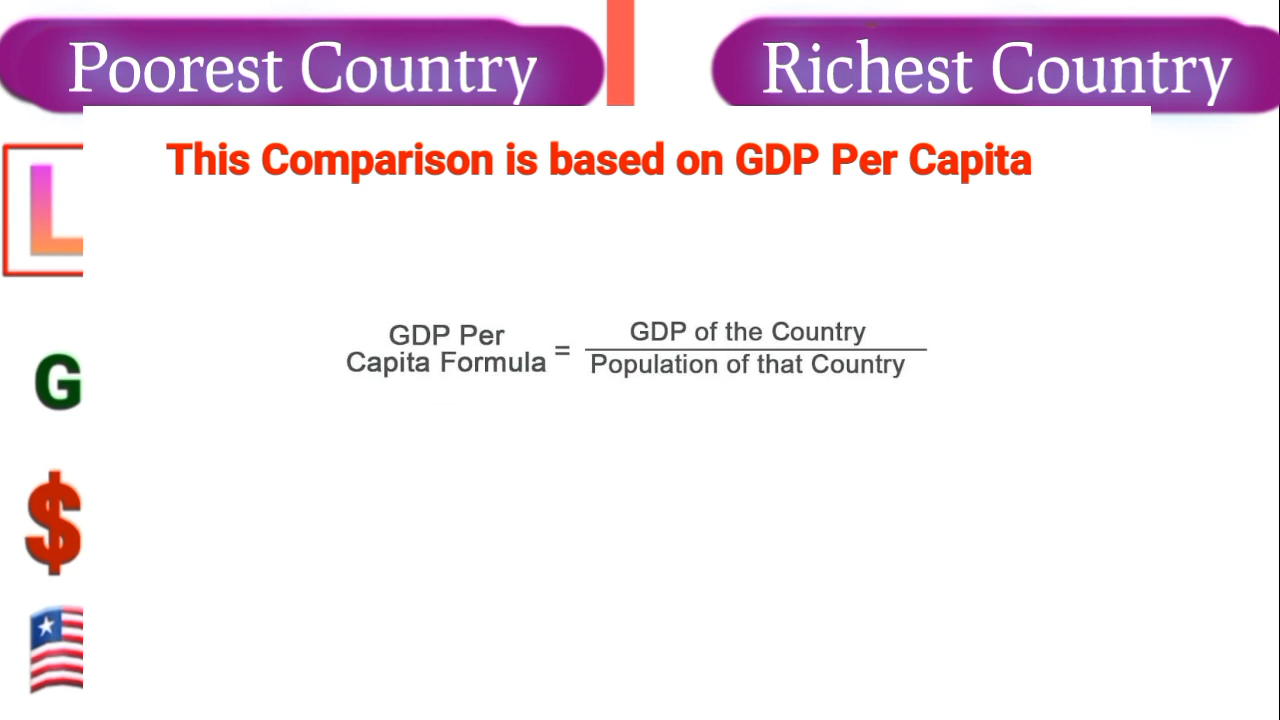 Poorest Country
Richest Country
This Comparison is based on GDP Per Capita
L
G
$
GDP Per
Capita Formula
=
GDP of the Country
Population of that Country